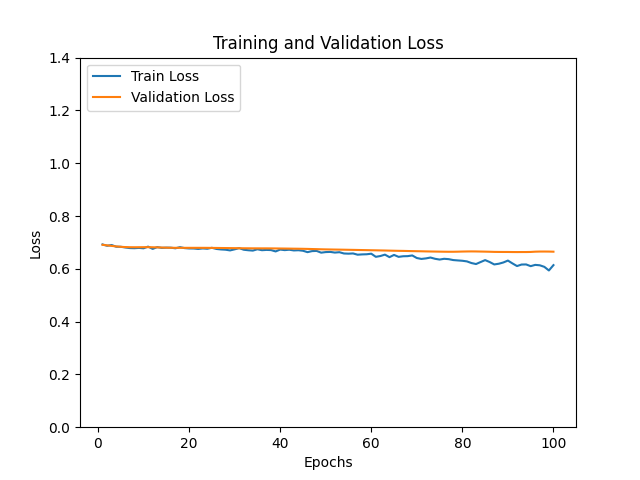 Training and Validation Loss
Train Loss
Validation Loss
1.4
1.2
1.0
0.8
0.6
0.4
0.2
0.0
Loss
0 20 40 60 80 100
Epochs